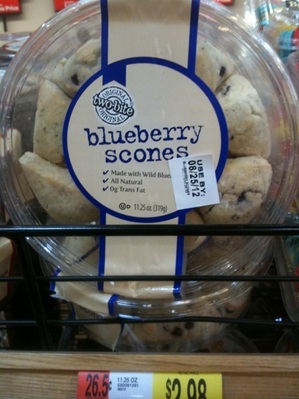 ORIGINAL
two-bite
ORIGINAL
blueberry
scones
✓ Made with Wild Blue
✓ All Natural
✓ 0g Trans Fat
11.25 oz (319g)
USE BY:
08/25/12
26.5¢
11.25 OZ
$2.98